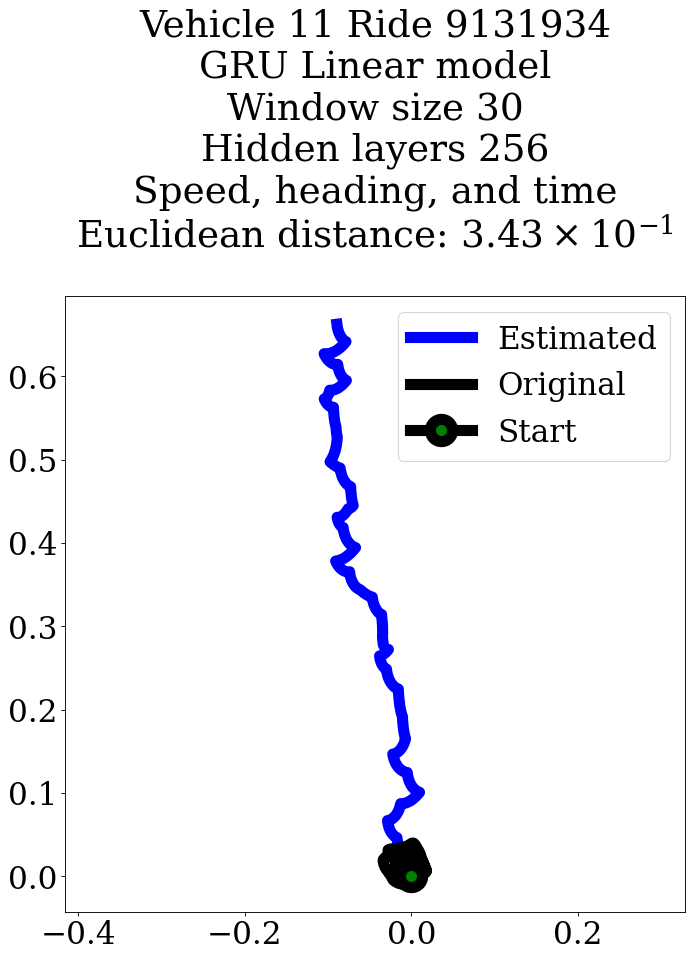 Vehicle 11 Ride 9131934
GRU Linear model
Window size 30
Hidden layers 256
Speed, heading, and time
Euclidean distance: 3.43 × 10⁻¹
Estimated
Original
Start
0.6
0.5
0.4
0.3
0.2
0.1
0.0
−0.4 −0.2 0.0 0.2